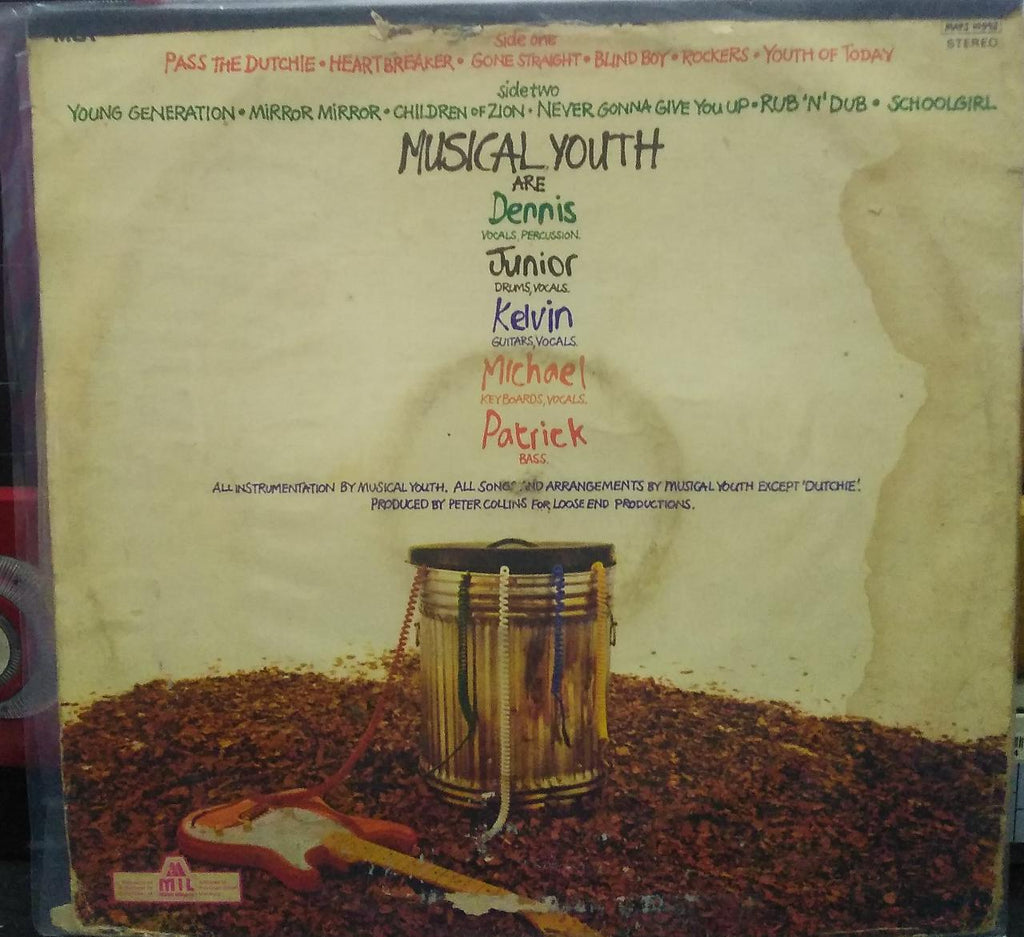 MCA
STEREO
side one
PASS THE DUTCHIE • HEARTBREAKER • GONE STRAIGHT • BLIND BOY • ROCKERS • YOUTH OF TODAY
side two
YOUNG GENERATION • MIRROR MIRROR • CHILDREN OF ZION • NEVER GONNA GIVE YOU UP • RUB 'N' DUB • SCHOOLGIRL
MUSICAL YOUTH
ARE
Dennis
VOCALS, PERCUSSION.
Junior
DRUMS, VOCALS.
Kelvin
GUITARS, VOCALS.
Michael
KEYBOARDS, VOCALS.
Patrick
BASS.
ALL INSTRUMENTATION BY MUSICAL YOUTH. ALL SONGS AND ARRANGEMENTS BY MUSICAL YOUTH EXCEPT 'DUTCHIE'.
PRODUCED BY PETER COLLINS FOR LOOSE END PRODUCTIONS.
MIL